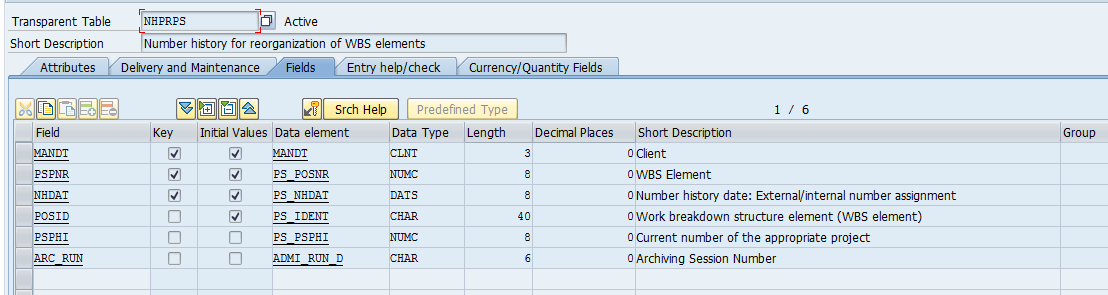 Transparent Table NHPRPS Active
Short Description Number history for reorganization of WBS elements
Attributes Delivery and Maintenance Fields Entry help/check Currency/Quantity Fields
Srch Help Predefined Type 1 / 6
Field Key Initial Values Data element Data Type Length Decimal Places Short Description Group
MANDT MANDT CLNT 3 0 Client
PSPNR PS_POSNR NUMC 8 0 WBS Element
NHDAT PS_NHDAT DATS 8 0 Number history date: External/internal number assignment
POSID PS_IDENT CHAR 40 0 Work breakdown structure element (WBS element)
PSPHI PS_PSPHI NUMC 8 0 Current number of the appropriate project
ARC_RUN ADMI_RUN_D CHAR 6 0 Archiving Session Number